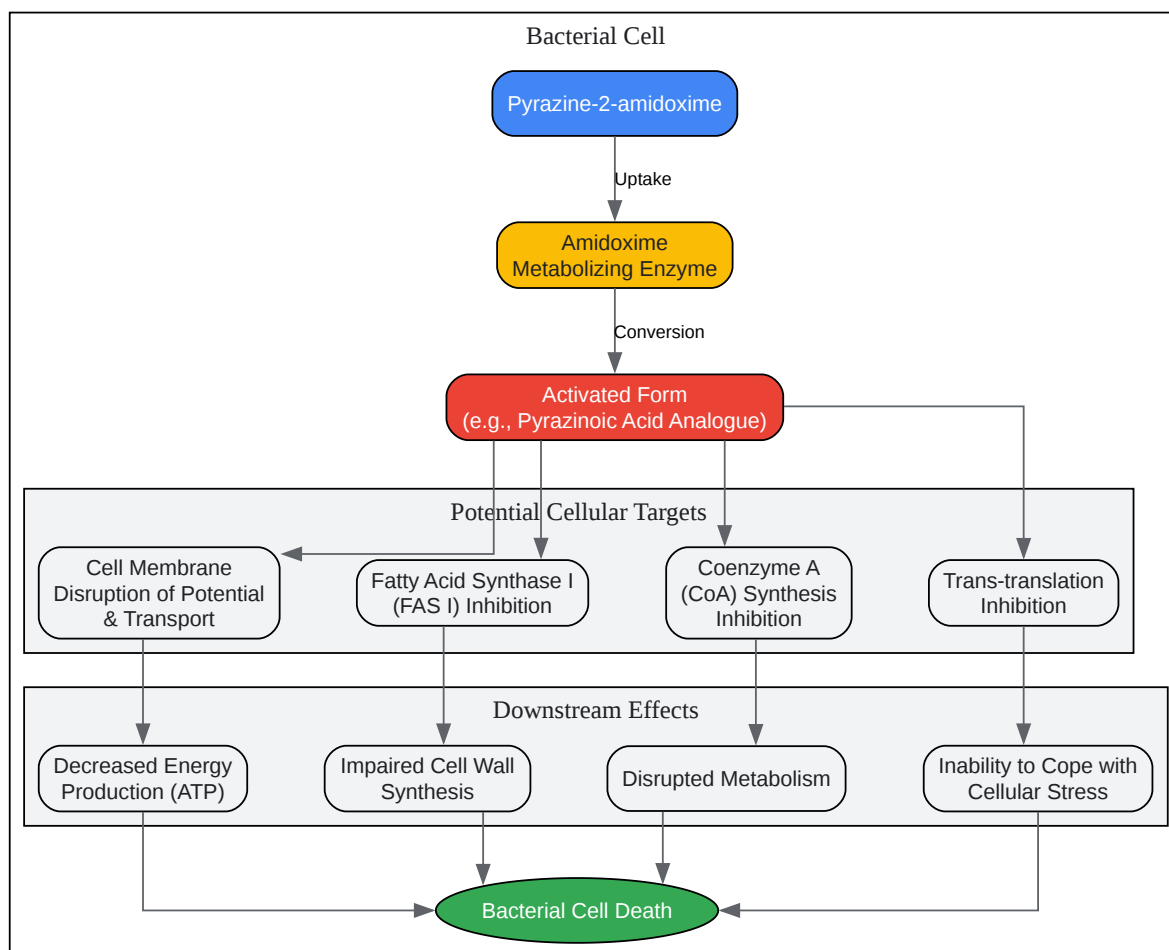 Bacterial Cell
Pyrazine-2-amidoxime
Uptake
Amidoxime
Metabolizing Enzyme
Conversion
Activated Form
(e.g., Pyrazinoic Acid Analogue)
Potential Cellular Targets
Cell Membrane
Disruption of Potential
& Transport
Fatty Acid Synthase I
(FAS I) Inhibition
Coenzyme A
(CoA) Synthesis
Inhibition
Trans-translation
Inhibition
Downstream Effects
Decreased Energy
Production (ATP)
Impaired Cell Wall
Synthesis
Disrupted Metabolism
Inability to Cope with
Cellular Stress
Bacterial Cell Death